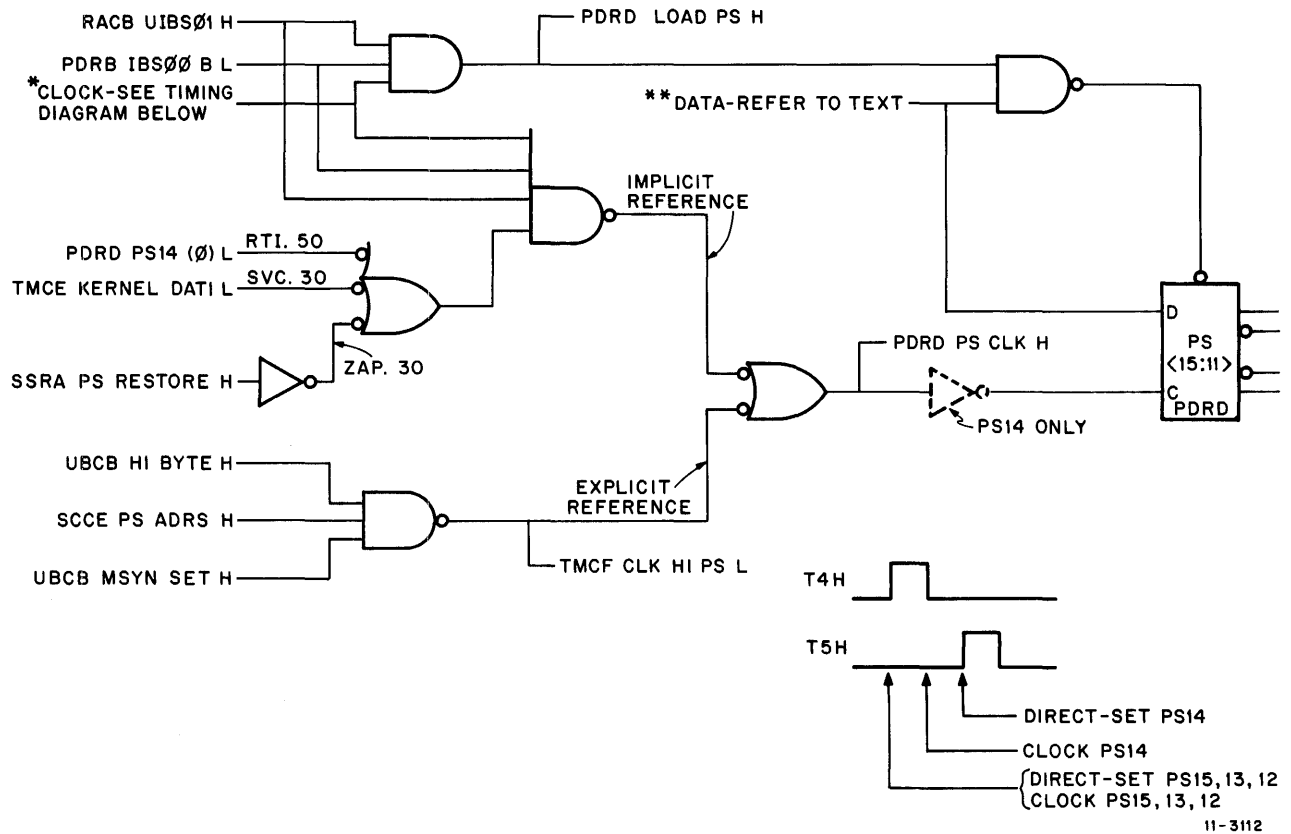 RACB UIBSØ1 H
PDRD LOAD PS H
PDRB IBSØØ B L
*CLOCK-SEE TIMING
DIAGRAM BELOW
**DATA-REFER TO TEXT
IMPLICIT
REFERENCE
PDRD PS14 (Ø) L
RTI. 50
TMCE KERNEL DATI L
SVC. 30
ZAP. 30
SSRA PS RESTORE H
D
PS
<15:11>
C
PDRD
PDRD PS CLK H
PS14 ONLY
UBCB HI BYTE H
SCCE PS ADRS H
UBCB MSYN SET H
EXPLICIT
REFERENCE
TMCF CLK HI PS L
T4H
T5H
DIRECT-SET PS14
CLOCK PS14
DIRECT-SET PS15,13,12
CLOCK PS15,13,12
11-3112